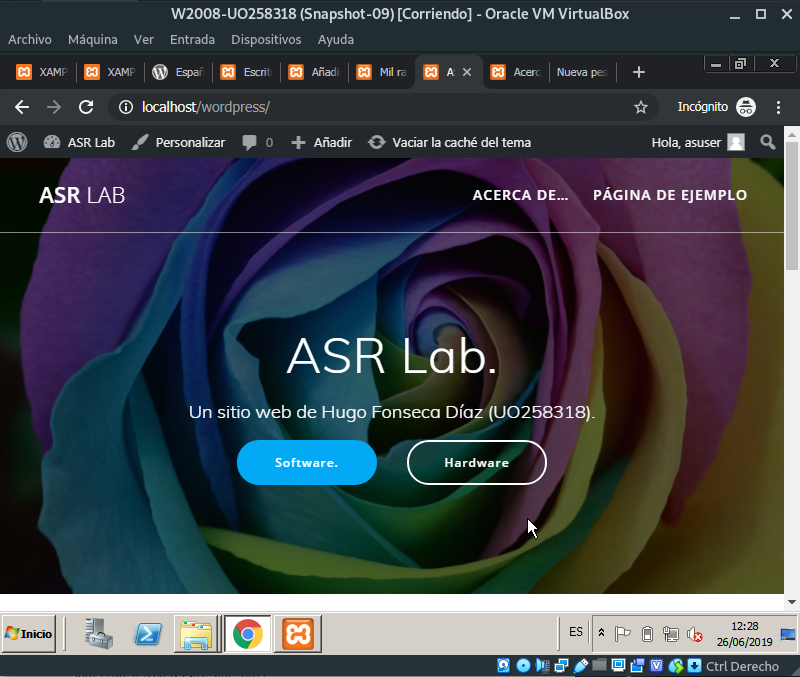 W2008-UO258318 (Snapshot-09) [Corriendo] - Oracle VM VirtualBox
Archivo Máquina Ver Entrada Dispositivos Ayuda
XAMP XAMP Españ Escrit Añadi Mil ra AS Acerc Nueva pes
localhost/wordpress/ Incógnito
ASR Lab Personalizar 0 Añadir Vaciar la caché del tema Hola, asuser
ASR LAB ACERCA DE... PÁGINA DE EJEMPLO
ASR Lab.
Un sitio web de Hugo Fonseca Díaz (UO258318).
Software. Hardware
Inicio ES 12:28
26/06/2019
Ctrl Derecho